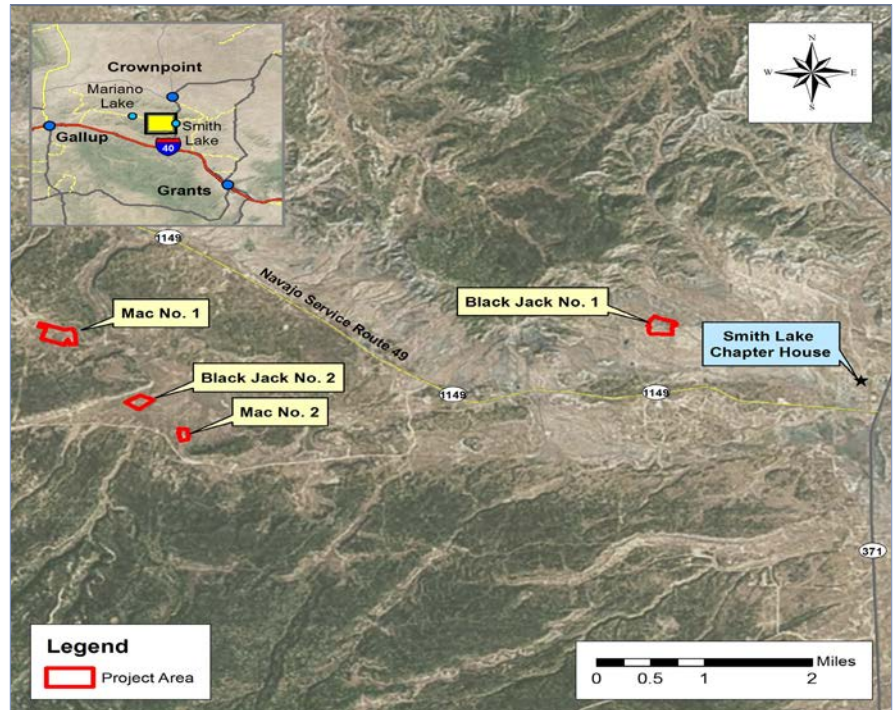 Crownpoint
Mariano
Lake
Smith
Lake
Gallup
40
Grants
N
W
E
S
1149
Navajo Service Route 49
Mac No. 1
Black Jack No. 1
Smith Lake
Chapter House
Black Jack No. 2
Mac No. 2
1149
1149
371
Legend
Project Area
Miles
0
0.5
1
2